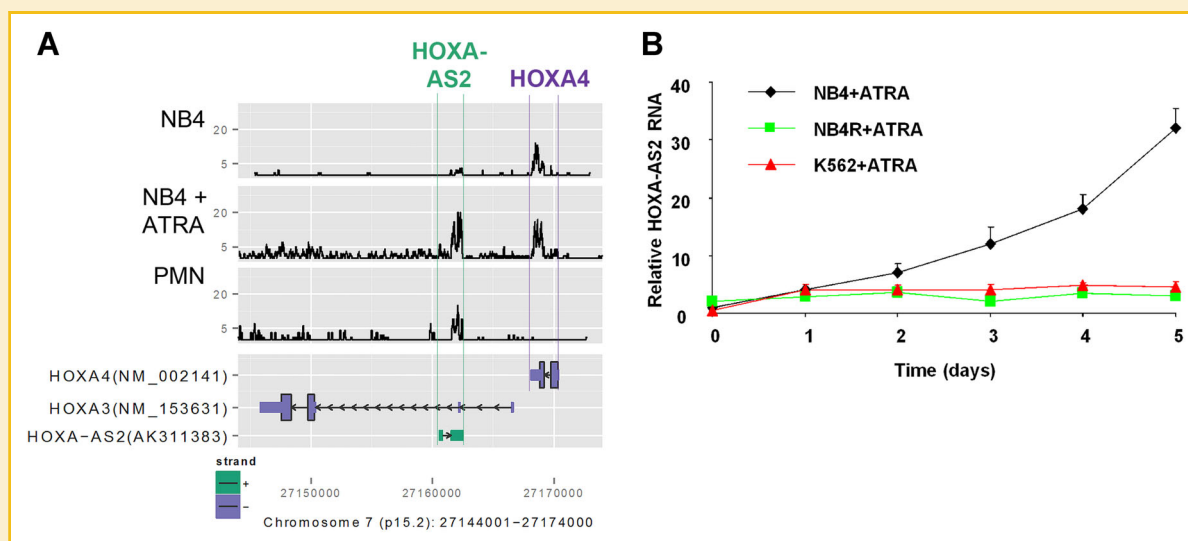 A
HOXA-
AS2
HOXA4
NB4
20
5
NB4 +
ATRA
20
5
PMN
20
5
HOXA4(NM_002141)
HOXA3(NM_153631)
HOXA-AS2(AK311383)
strand
+
-
27150000 27160000 27170000
Chromosome 7 (p15.2): 27144001-27174000
B
Relative HOXA-AS2 RNA
40
30
20
10
0
NB4+ATRA
NB4R+ATRA
K562+ATRA
0 1 2 3 4 5
Time (days)